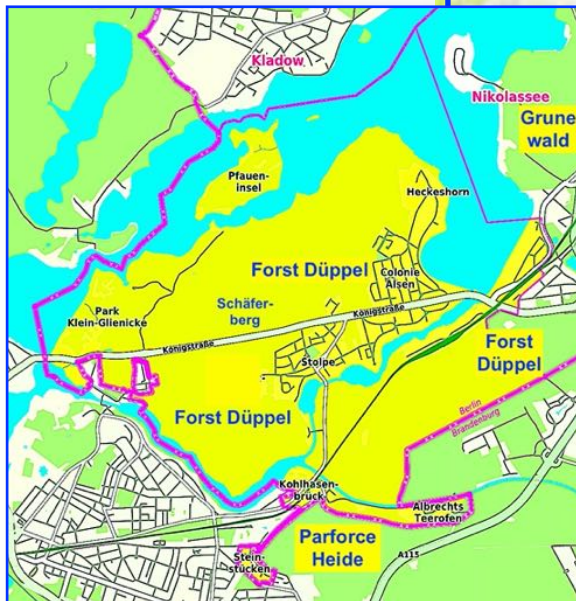 Kladow
Nikolassee
Grune
wald
Pfauen-
insel
Heckeshorn
Forst Düppel
Colonie
Alsen
Schäfer-
berg
Park
Klein-Glienicke
Königstraße
Königstraße
Stolpe
Forst
Düppel
Forst Düppel
Berlin
Brandenburg
Kohlhasen-
brück
Albrechts
Teerofen
Parforce
Heide
Stein-
stücken
A115